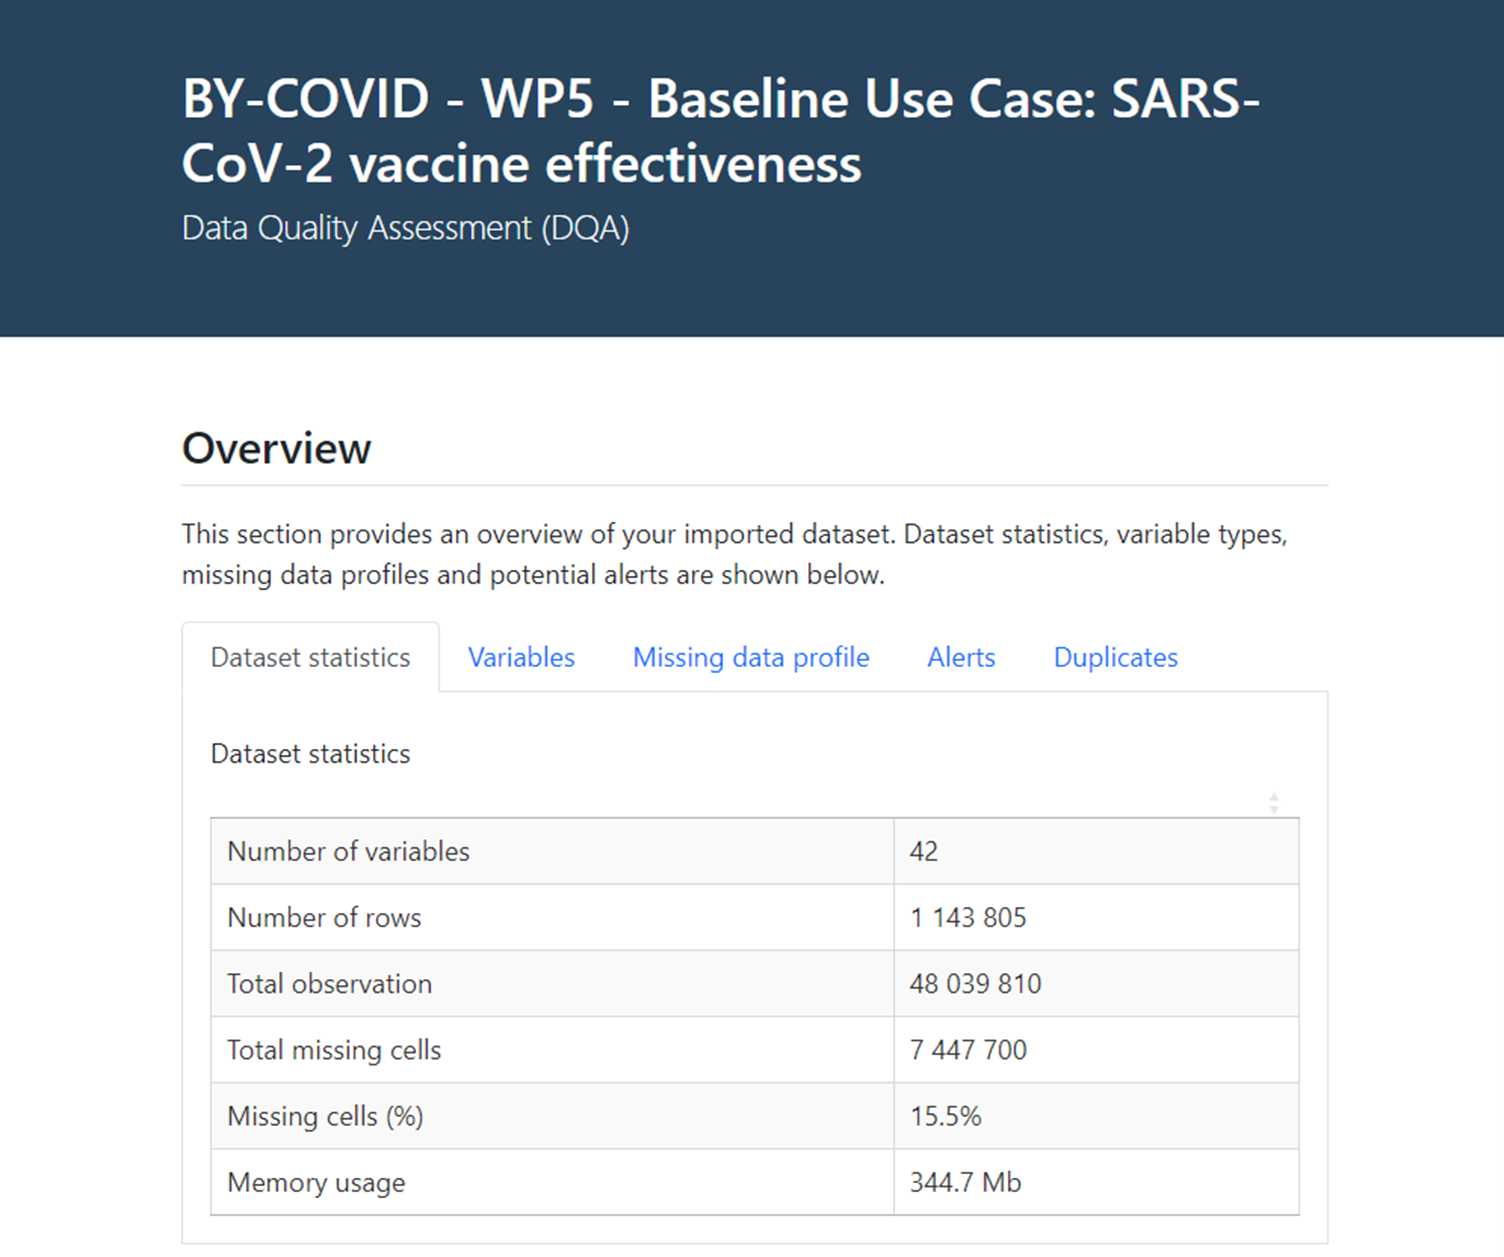 BY-COVID - WP5 - Baseline Use Case: SARS-
CoV-2 vaccine effectiveness
Data Quality Assessment (DQA)
Overview
This section provides an overview of your imported dataset. Dataset statistics, variable types,
missing data profiles and potential alerts are shown below.
Dataset statistics Variables Missing data profile Alerts Duplicates
Dataset statistics
Number of variables 42
Number of rows 1 143 805
Total observation 48 039 810
Total missing cells 7 447 700
Missing cells (%) 15.5%
Memory usage 344.7 Mb